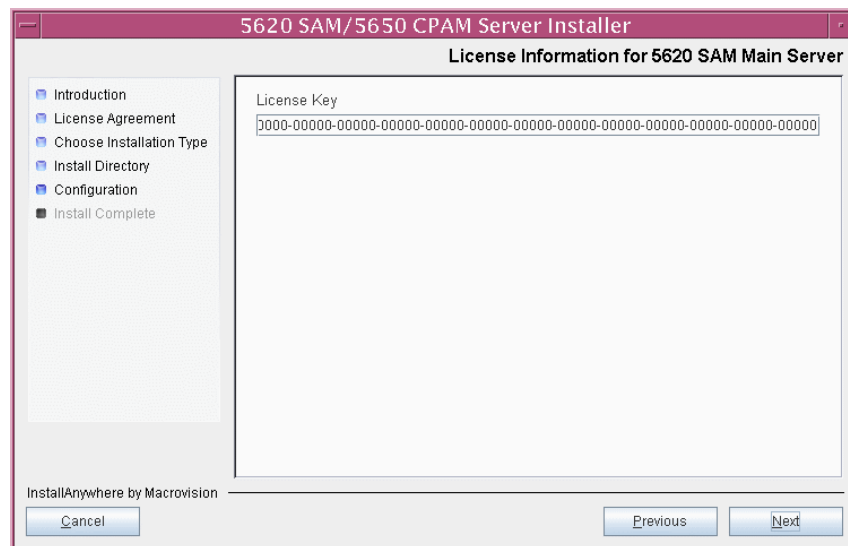 5620 SAM/5650 CPAM Server Installer
License Information for 5620 SAM Main Server
Introduction
License Agreement
Choose Installation Type
Install Directory
Configuration
Install Complete
License Key
0000-00000-00000-00000-00000-00000-00000-00000-00000-00000-00000-00000-00000
InstallAnywhere by Macrovision
Cancel
Previous
Next